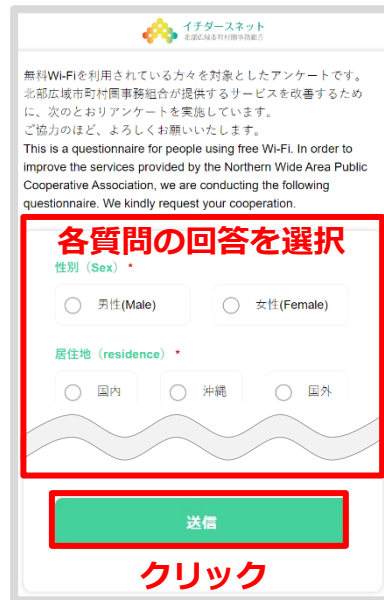 イチダースネット
北部広域市町村圏事務組合
無料Wi-Fiを利用されている方々を対象としたアンケートです。
北部広域市町村圏事務組合が提供するサービスを改善するため
に、次のとおりアンケートを実施しています。
ご協力のほど、よろしくお願いいたします。
This is a questionnaire for people using free Wi-Fi. In order to
improve the services provided by the Northern Wide Area Public
Cooperative Association, we are conducting the following
questionnaire. We kindly request your cooperation.
各質問の回答を選択
性別（Sex）*
男性(Male) 女性(Female)
居住地（residence）*
国内 沖縄 国外
送信
クリック